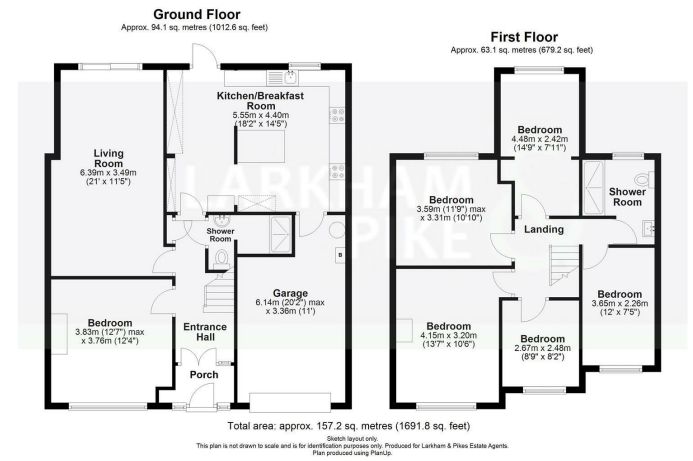 Ground Floor
Approx. 94.1 sq. metres (1012.6 sq. feet)
First Floor
Approx. 63.1 sq. metres (679.2 sq. feet)
Kitchen/Breakfast
Room
5.55m x 4.40m
(18'2" x 14'5")
Living
Room
6.39m x 3.49m
(21' x 11'5")
Shower
Room
Garage
6.14m (20'2") max
x 3.36m (11')
B
Bedroom
3.83m (12'7") max
x 3.76m (12'4")
Entrance
Hall
Porch
Bedroom
4.48m x 2.42m
(14'9" x 7'11")
Bedroom
3.59m (11'9") max
x 3.31m (10'10")
Shower
Room
Landing
Bedroom
3.65m x 2.26m
(12' x 7'5")
Bedroom
4.15m x 3.20m
(13'7" x 10'6")
Bedroom
2.67m x 2.48m
(8'9" x 8'2")
LARKHAM
PIKE
Total area: approx. 157.2 sq. metres (1691.8 sq. feet)
Sketch layout only.
This plan is not drawn to scale and is for identification purposes only. Produced for Larkham & Pikes Estate Agents.
Plan produced using PlanUp.